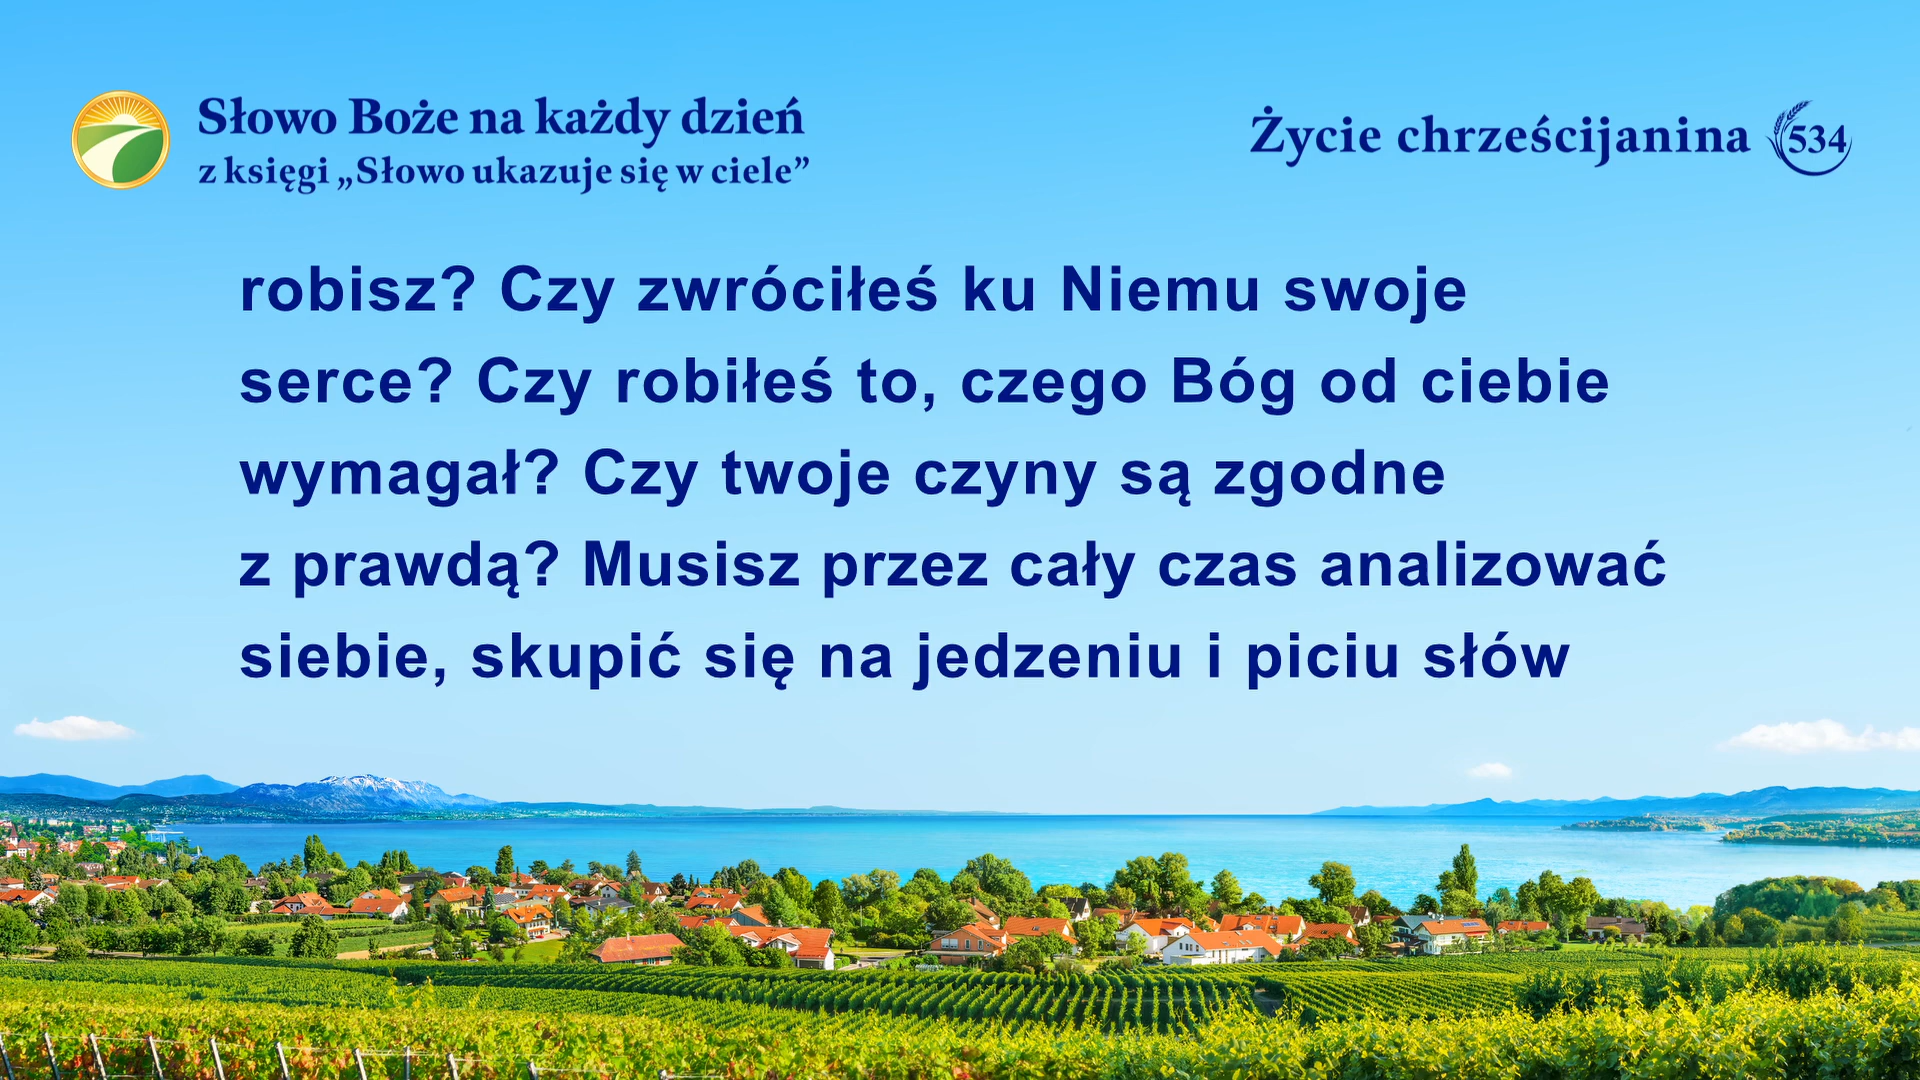 Słowo Boże na każdy dzień
z księgi „Słowo ukazuje się w ciele”
Życie chrześcijanina 534
robisz? Czy zwróciłeś ku Niemu swoje
serce? Czy robiłeś to, czego Bóg od ciebie
wymagał? Czy twoje czyny są zgodne
z prawdą? Musisz przez cały czas analizować
siebie, skupić się na jedzeniu i piciu słów